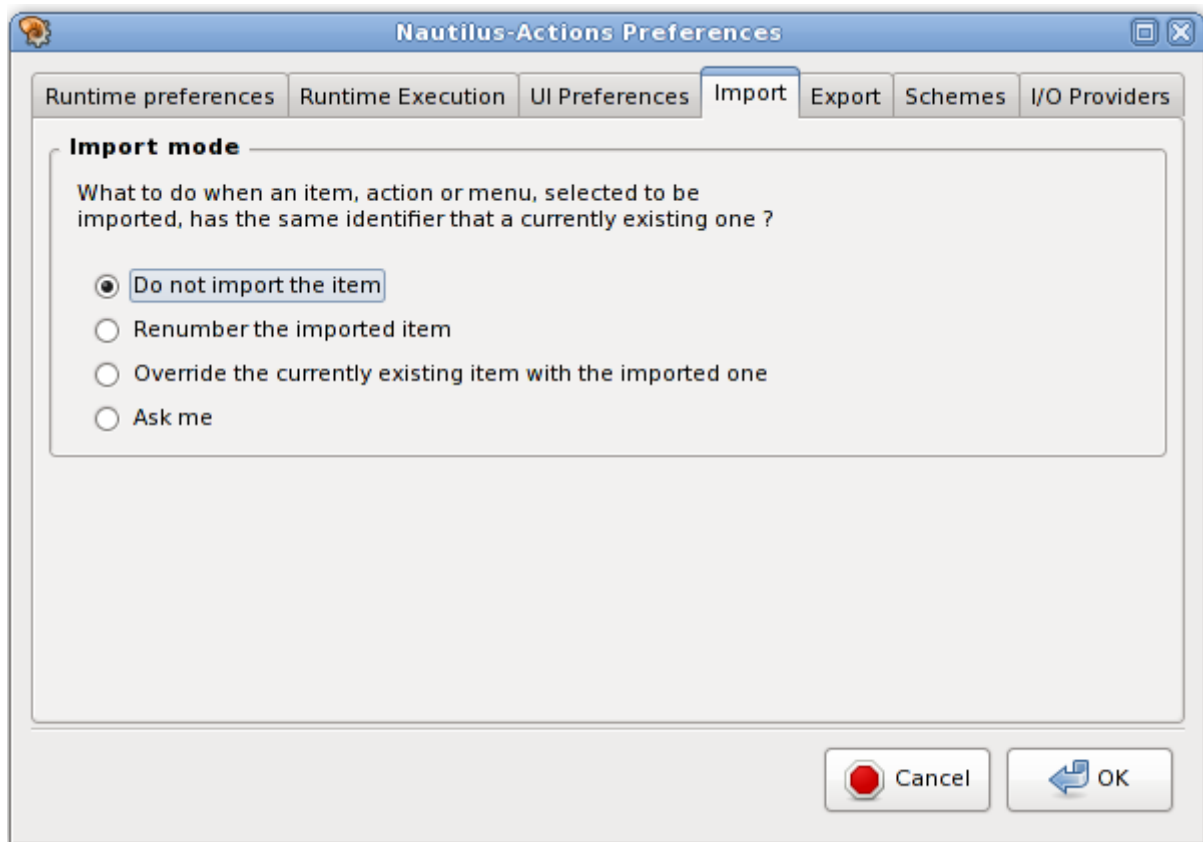 Nautilus-Actions Preferences
Runtime preferences Runtime Execution UI Preferences Import Export Schemes I/O Providers
Import mode
What to do when an item, action or menu, selected to be
imported, has the same identifier that a currently existing one ?
Do not import the item
Renumber the imported item
Override the currently existing item with the imported one
Ask me
Cancel OK